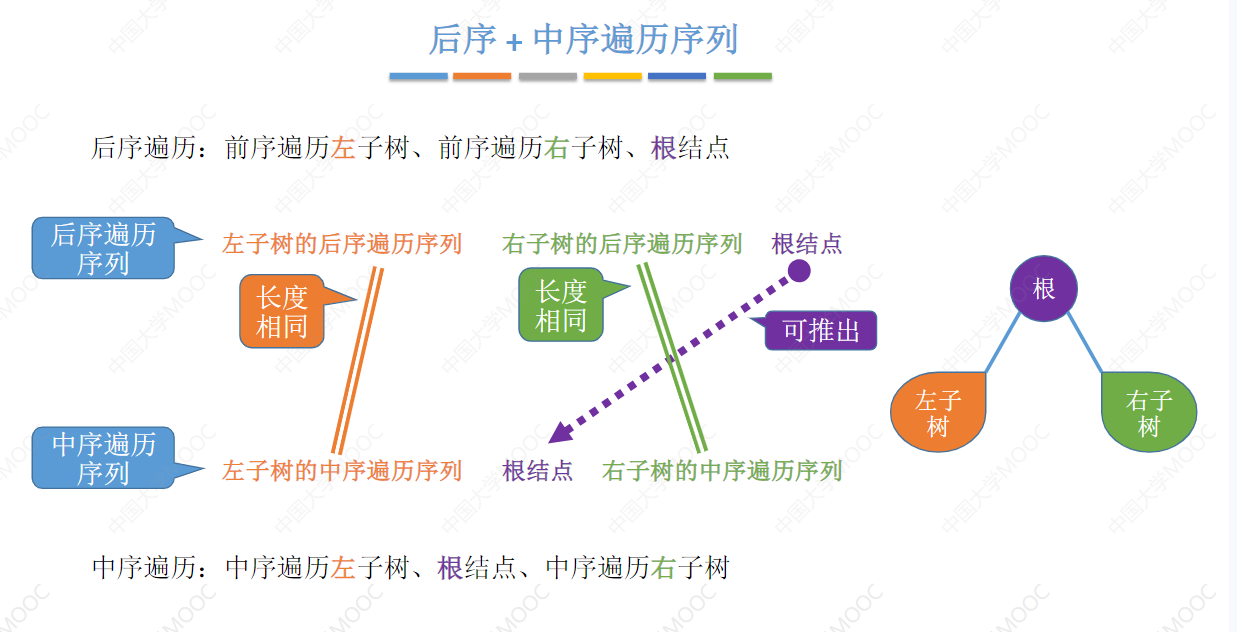 后序 + 中序遍历序列
后序遍历：前序遍历左子树、前序遍历右子树、根结点
后序遍历
序列
左子树的后序遍历序列 右子树的后序遍历序列 根结点
长度
相同
长度
相同
可推出
根
左子
树
右子
树
中序遍历
序列
左子树的中序遍历序列 根结点 右子树的中序遍历序列
中序遍历：中序遍历左子树、根结点、中序遍历右子树
中国大学MOOC